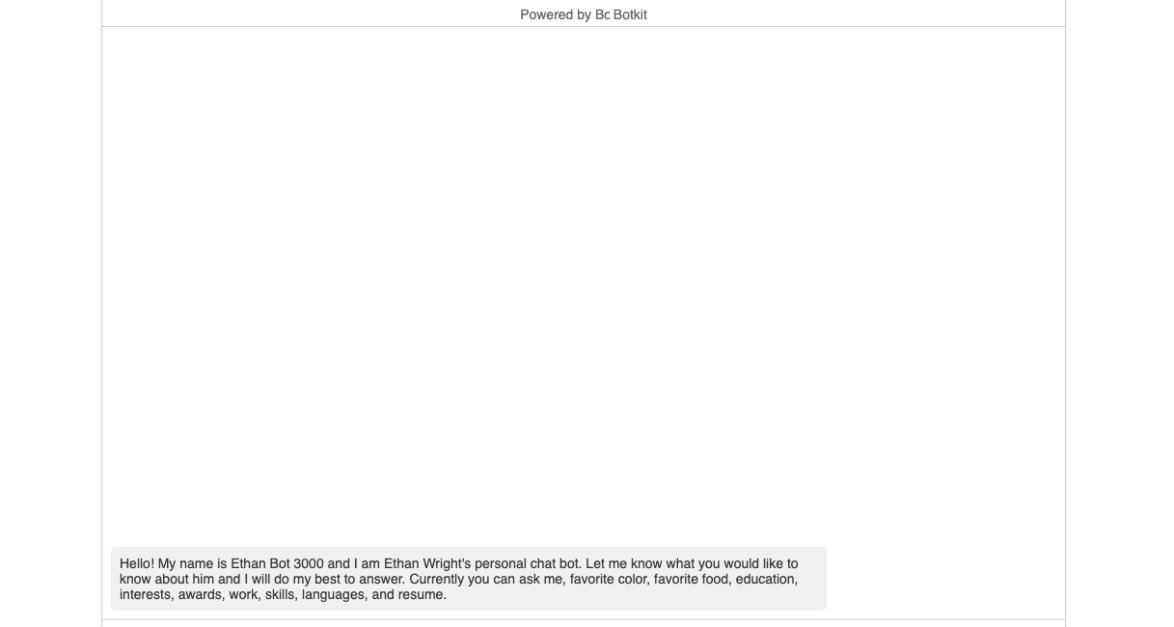 Powered by Bc Botkit
Hello! My name is Ethan Bot 3000 and I am Ethan Wright's personal chat bot. Let me know what you would like to
know about him and I will do my best to answer. Currently you can ask me, favorite color, favorite food, education,
interests, awards, work, skills, languages, and resume.